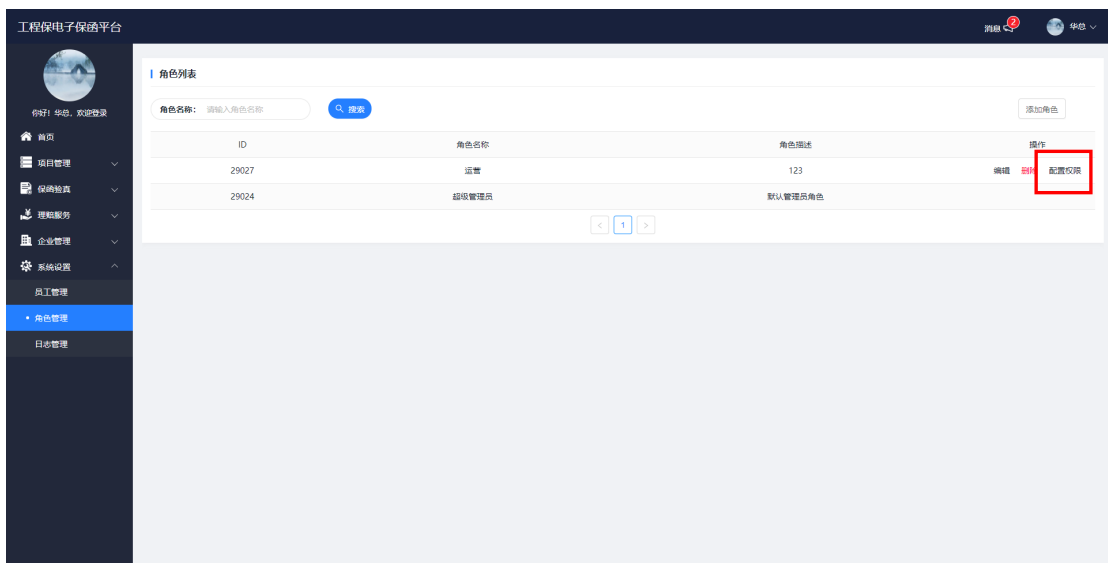 工程保电子保函平台
消息 2 华总
你好！华总，欢迎登录
首页
项目管理
保函验真
理赔服务
企业管理
系统设置
员工管理
角色管理
日志管理
角色列表
角色名称： 请输入角色名称 搜索 添加角色
ID 角色名称 角色描述 操作
29027 运营 123 编辑 删除 配置权限
29024 超级管理员 默认管理员角色
< 1 >